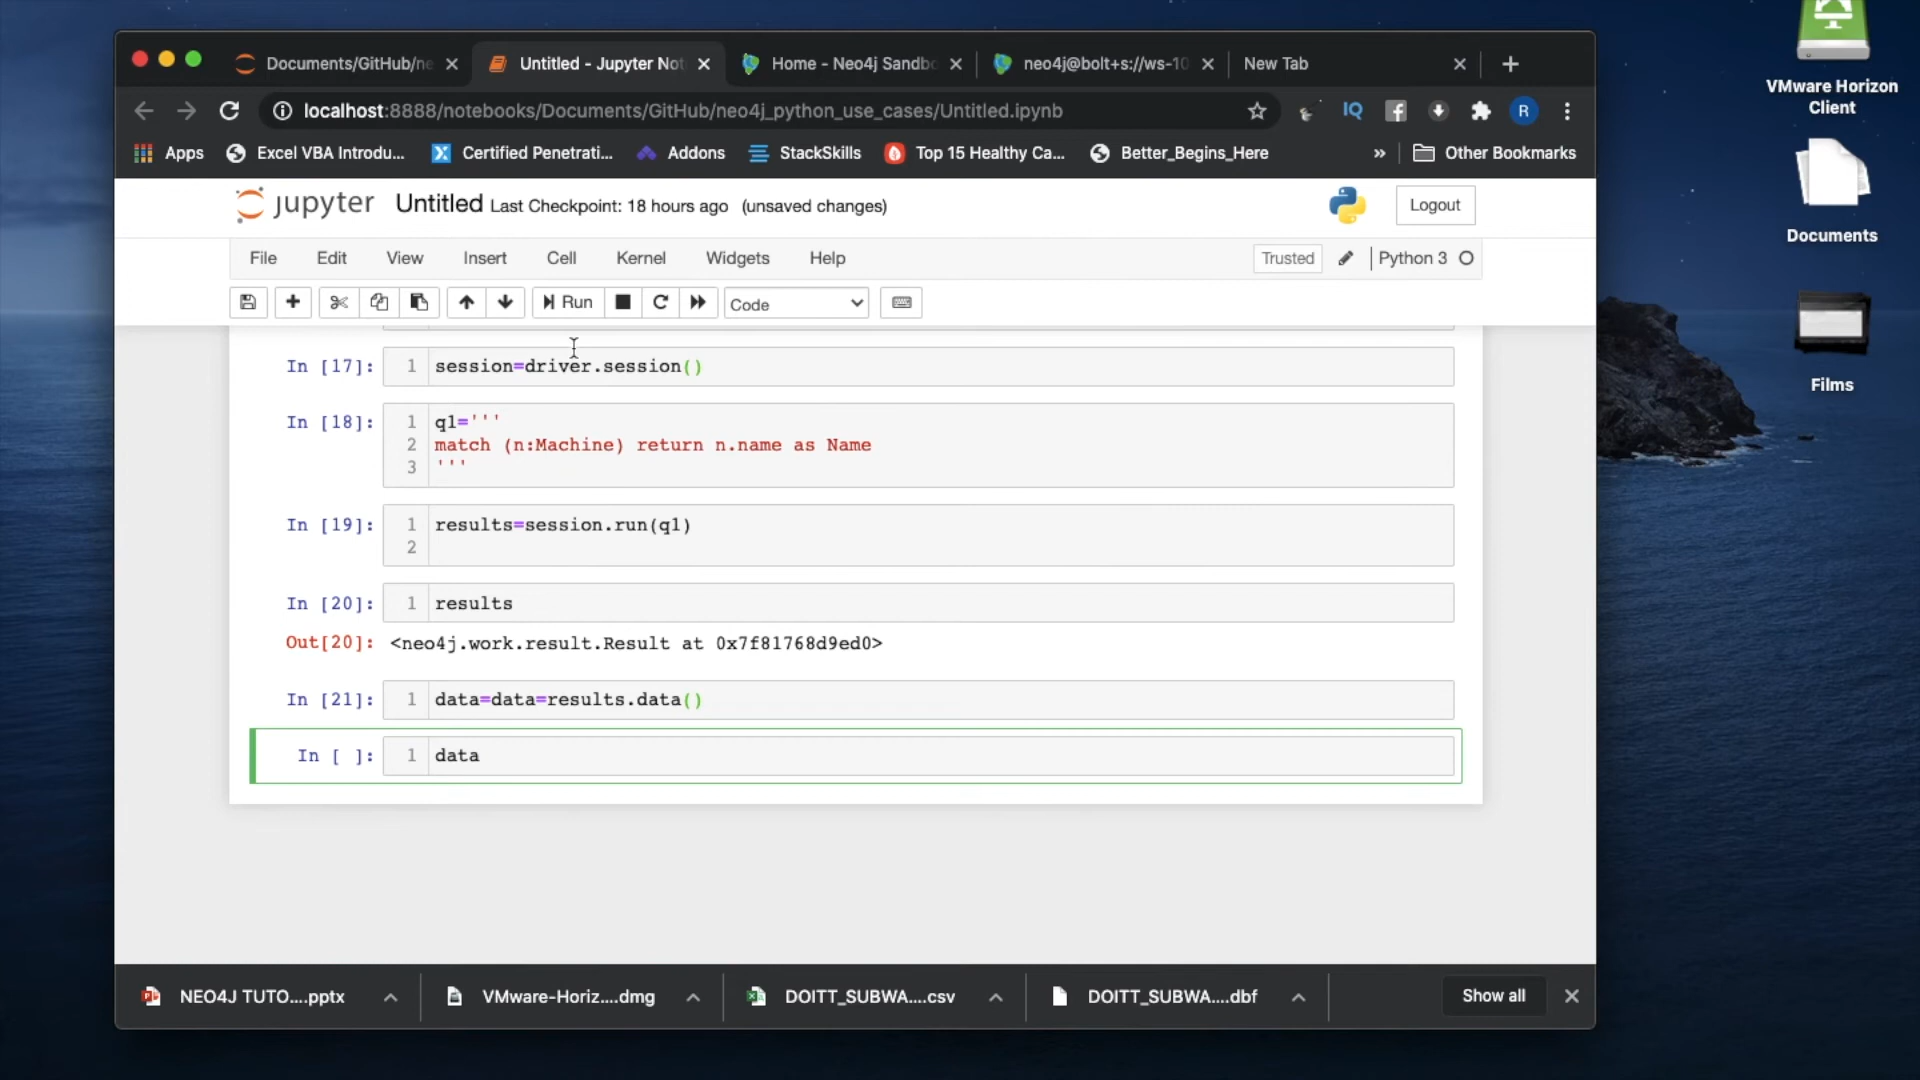 VMware Horizon
Client
Documents
Films
Documents/GitHub/ne
Untitled - Jupyter Not
Home - Neo4j Sandbo
neo4j@bolt+s://ws-10
New Tab
localhost:8888/notebooks/Documents/GitHub/neo4j_python_use_cases/Untitled.ipynb
IQ
R
Apps
Excel VBA Introdu...
Certified Penetrati...
Addons
StackSkills
Top 15 Healthy Ca...
Better_Begins_Here
»
Other Bookmarks
jupyter Untitled Last Checkpoint: 18 hours ago (unsaved changes)
Logout
File Edit View Insert Cell Kernel Widgets Help
Trusted
Python 3
Run
Code
In [17]: 1 session=driver.session()
In [18]: 1 q1='''
2 match (n:Machine) return n.name as Name
3 '''
In [19]: 1 results=session.run(q1)
2
In [20]: 1 results
Out[20]: <neo4j.work.result.Result at 0x7f81768d9ed0>
In [21]: 1 data=data=results.data()
In [ ]: 1 data
NEO4J TUTO....pptx
VMware-Horiz....dmg
DOITT_SUBWA....csv
DOITT_SUBWA....dbf
Show all